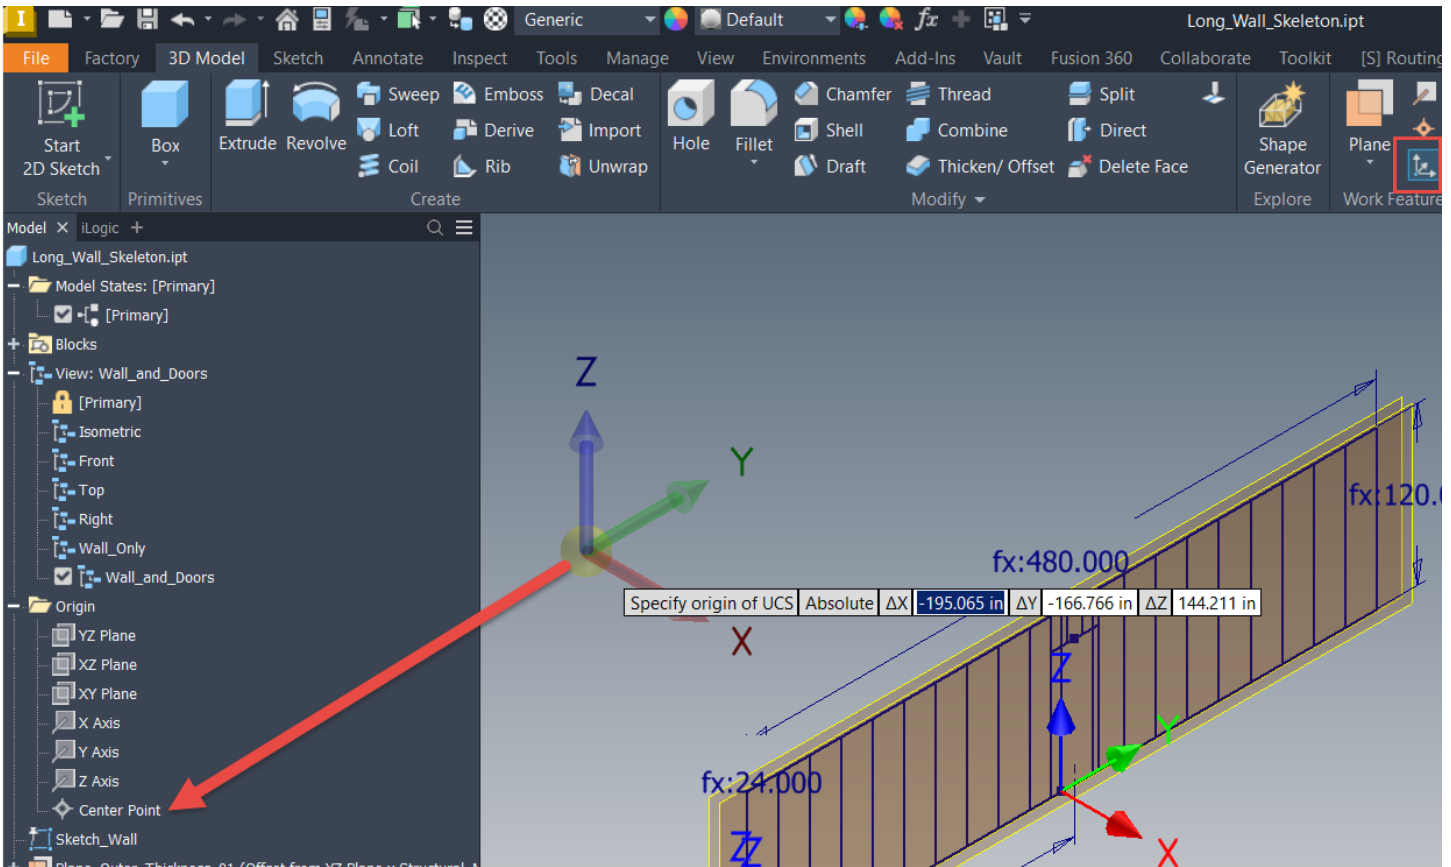 I Generic Default fx Long_Wall_Skeleton.ipt
File Factory 3D Model Sketch Annotate Inspect Tools Manage View Environments Add-Ins Vault Fusion 360 Collaborate Toolkit [S] Routing
Start 2D Sketch
Box
Extrude Revolve
Sweep Emboss Decal
Loft Derive Import
Coil Rib Unwrap
Hole
Fillet
Chamfer Thread Split
Shell Combine Direct
Draft Thicken/ Offset Delete Face
Shape Generator
Plane
Sketch Primitives Create Modify Explore Work Feature
Model iLogic +
Long_Wall_Skeleton.ipt
Model States: [Primary]
[Primary]
Blocks
View: Wall_and_Doors
[Primary]
Isometric
Front
Top
Right
Wall_Only
Wall_and_Doors
Origin
YZ Plane
XZ Plane
XY Plane
X Axis
Y Axis
Z Axis
Center Point
Sketch_Wall
Z
Y
X
Specify origin of UCS Absolute ΔX -195.065 in ΔY -166.766 in ΔZ 144.211 in
fx:120.0
fx:480.000
fx:24.000
Z
Y
X
Z